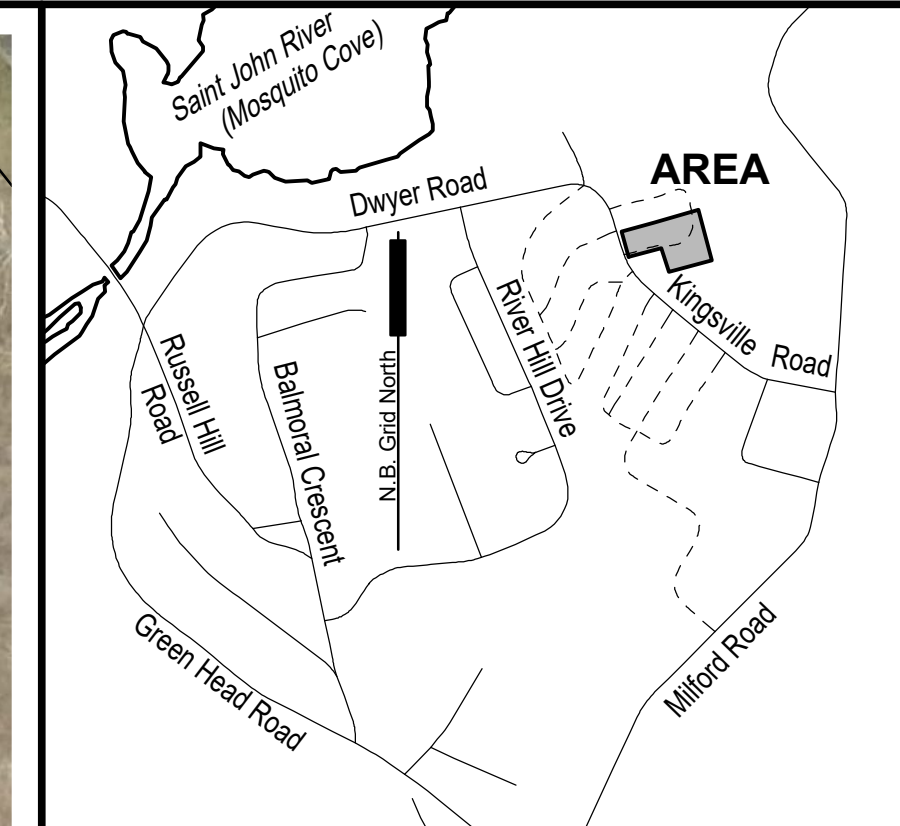 Saint John River
(Mosquito Cove)
AREA
Dwyer Road
Kingsville Road
River Hill Drive
Russell Hill
Road
Balmoral Crescent
N.B. Grid North
Green Head Road
Milford Road